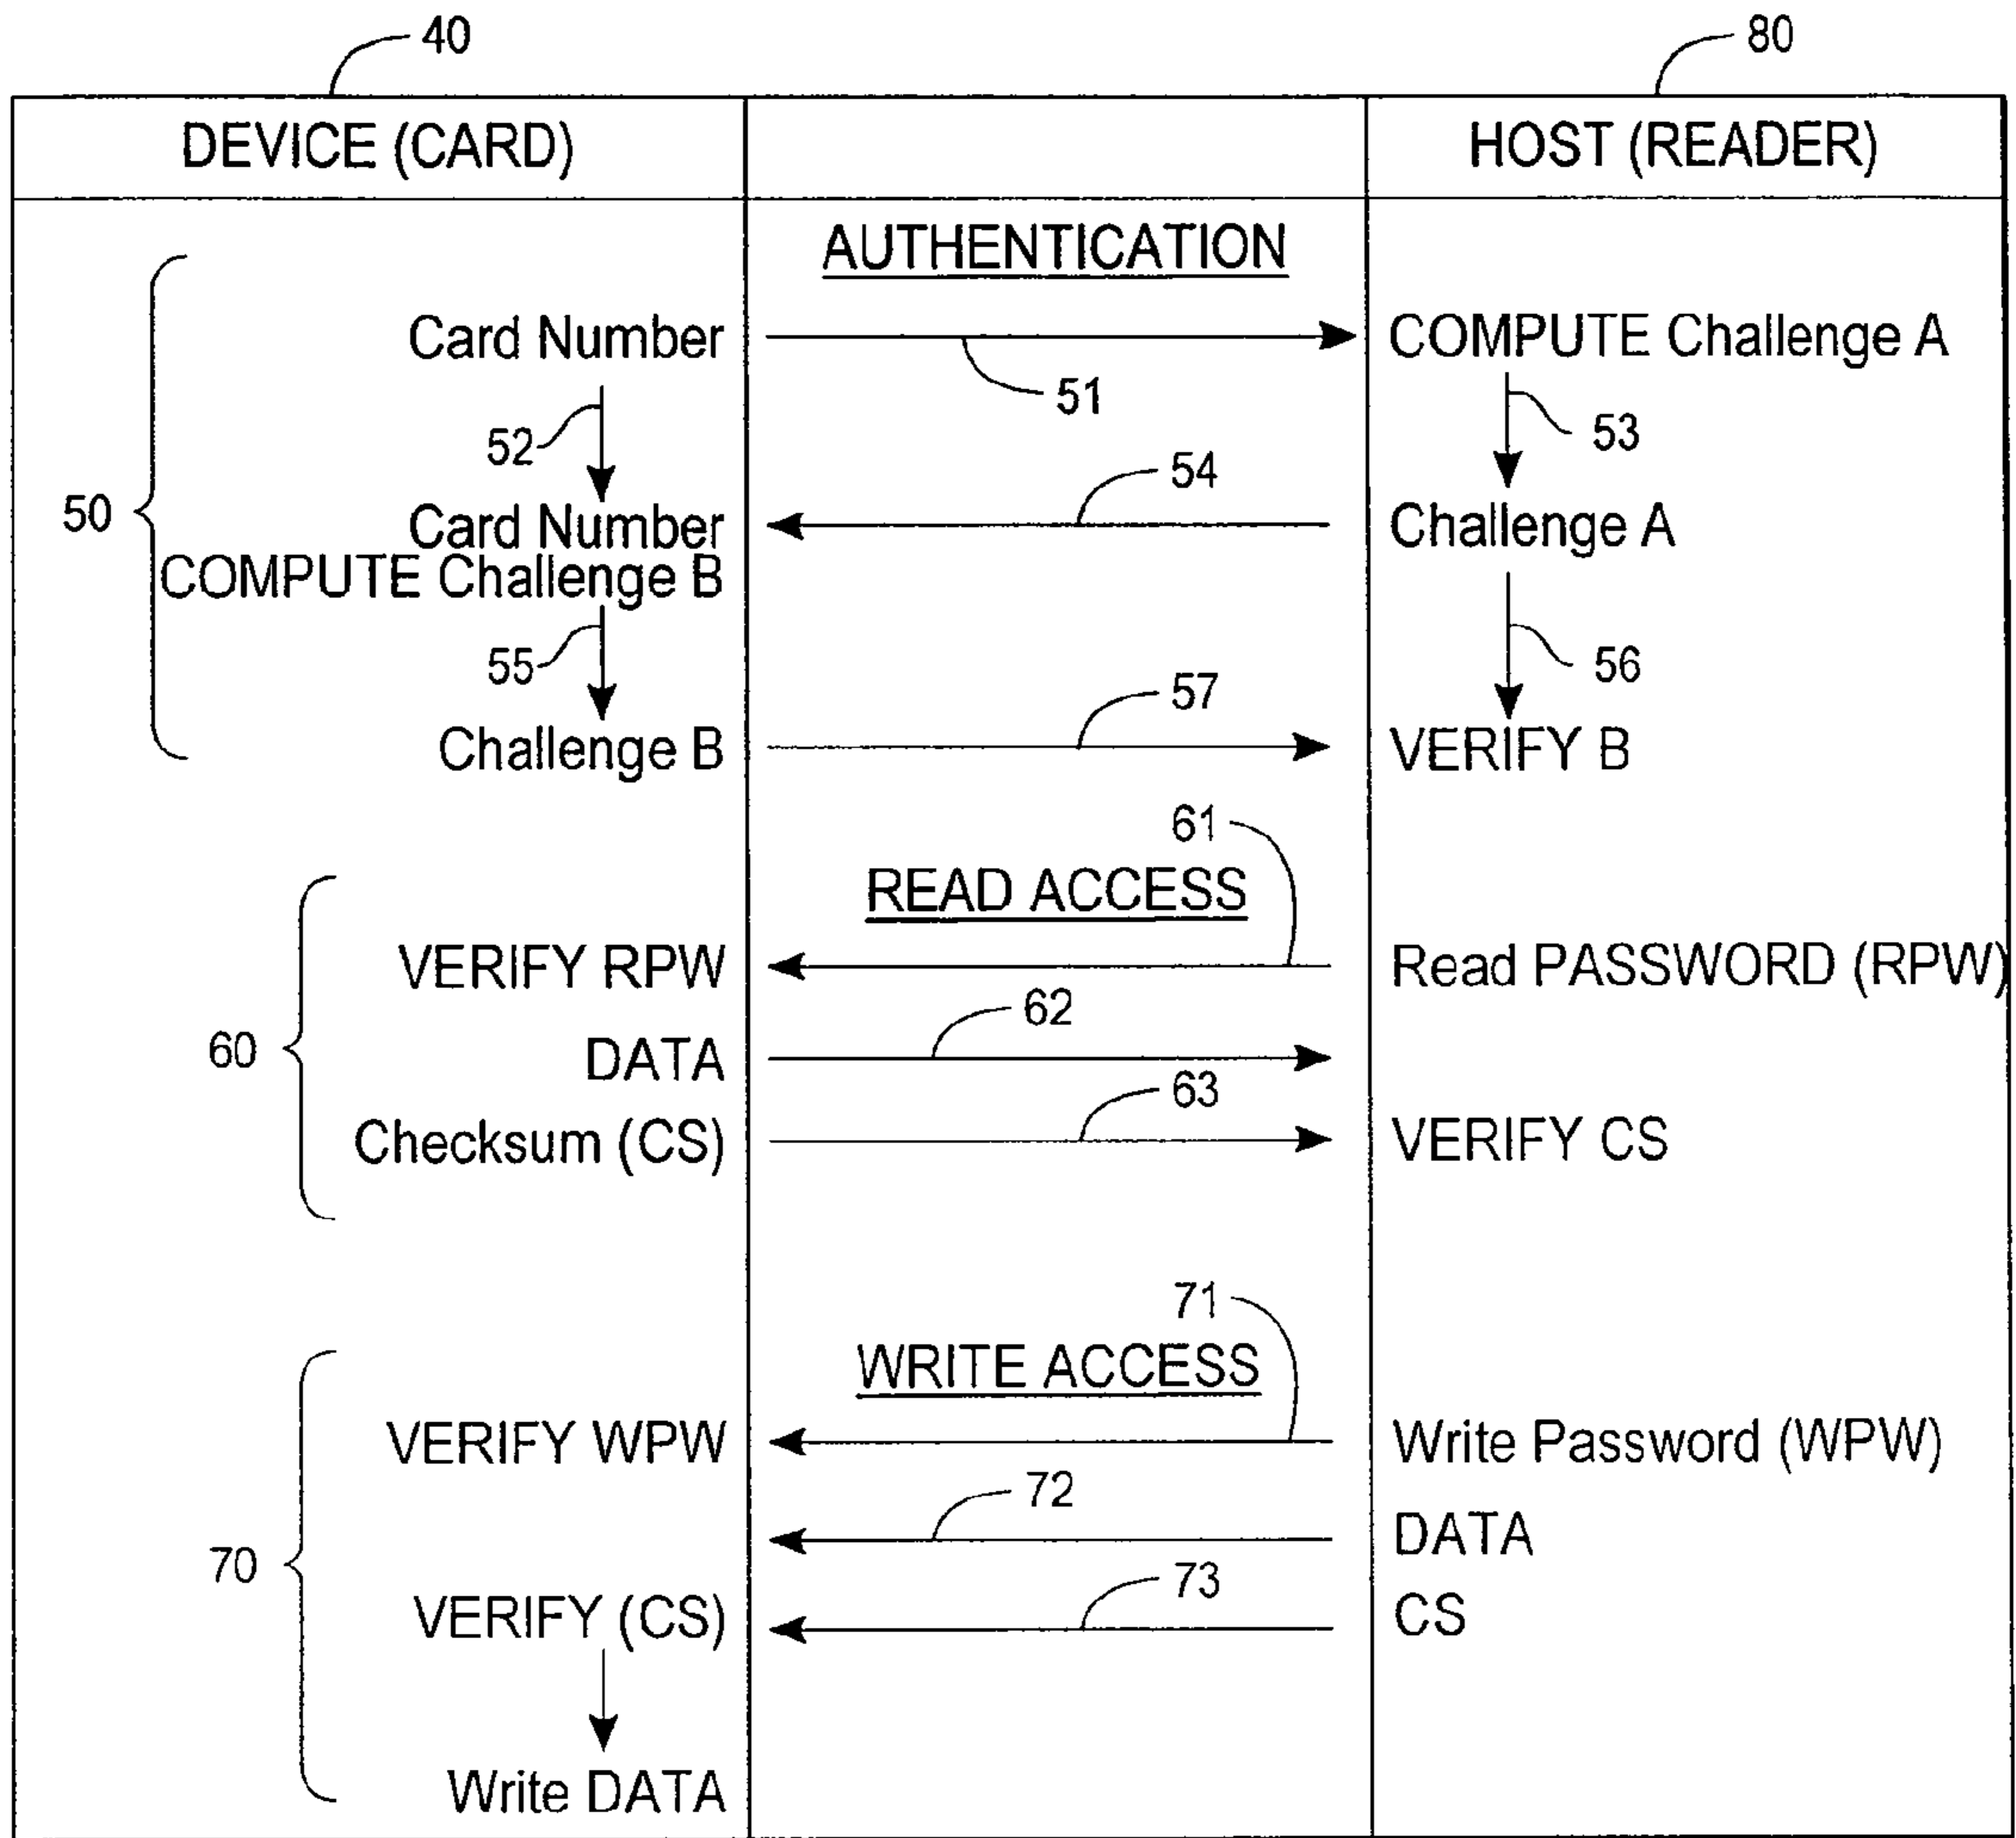 40
80
DEVICE (CARD)
HOST (READER)
AUTHENTICATION
Card Number
COMPUTE Challenge A
51
52
53
54
50
Card Number
Challenge A
COMPUTE Challenge B
55
56
57
Challenge B
VERIFY B
61
READ ACCESS
VERIFY RPW
Read PASSWORD (RPW)
62
60
DATA
63
Checksum (CS)
VERIFY CS
71
WRITE ACCESS
VERIFY WPW
Write Password (WPW)
72
DATA
70
73
VERIFY (CS)
CS
Write DATA